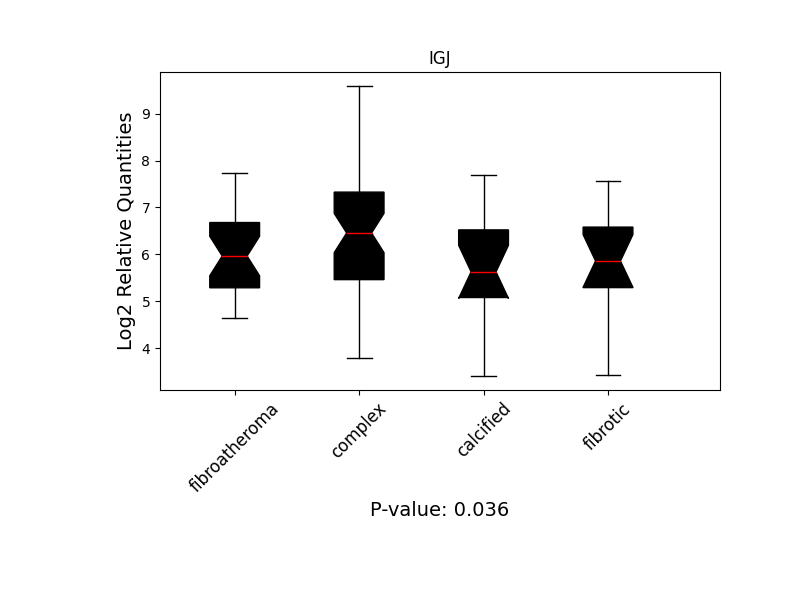 IGJ
Log2 Relative Quantities
9
8
7
6
5
4
fibroatheroma
complex
calcified
fibrotic
P-value: 0.036